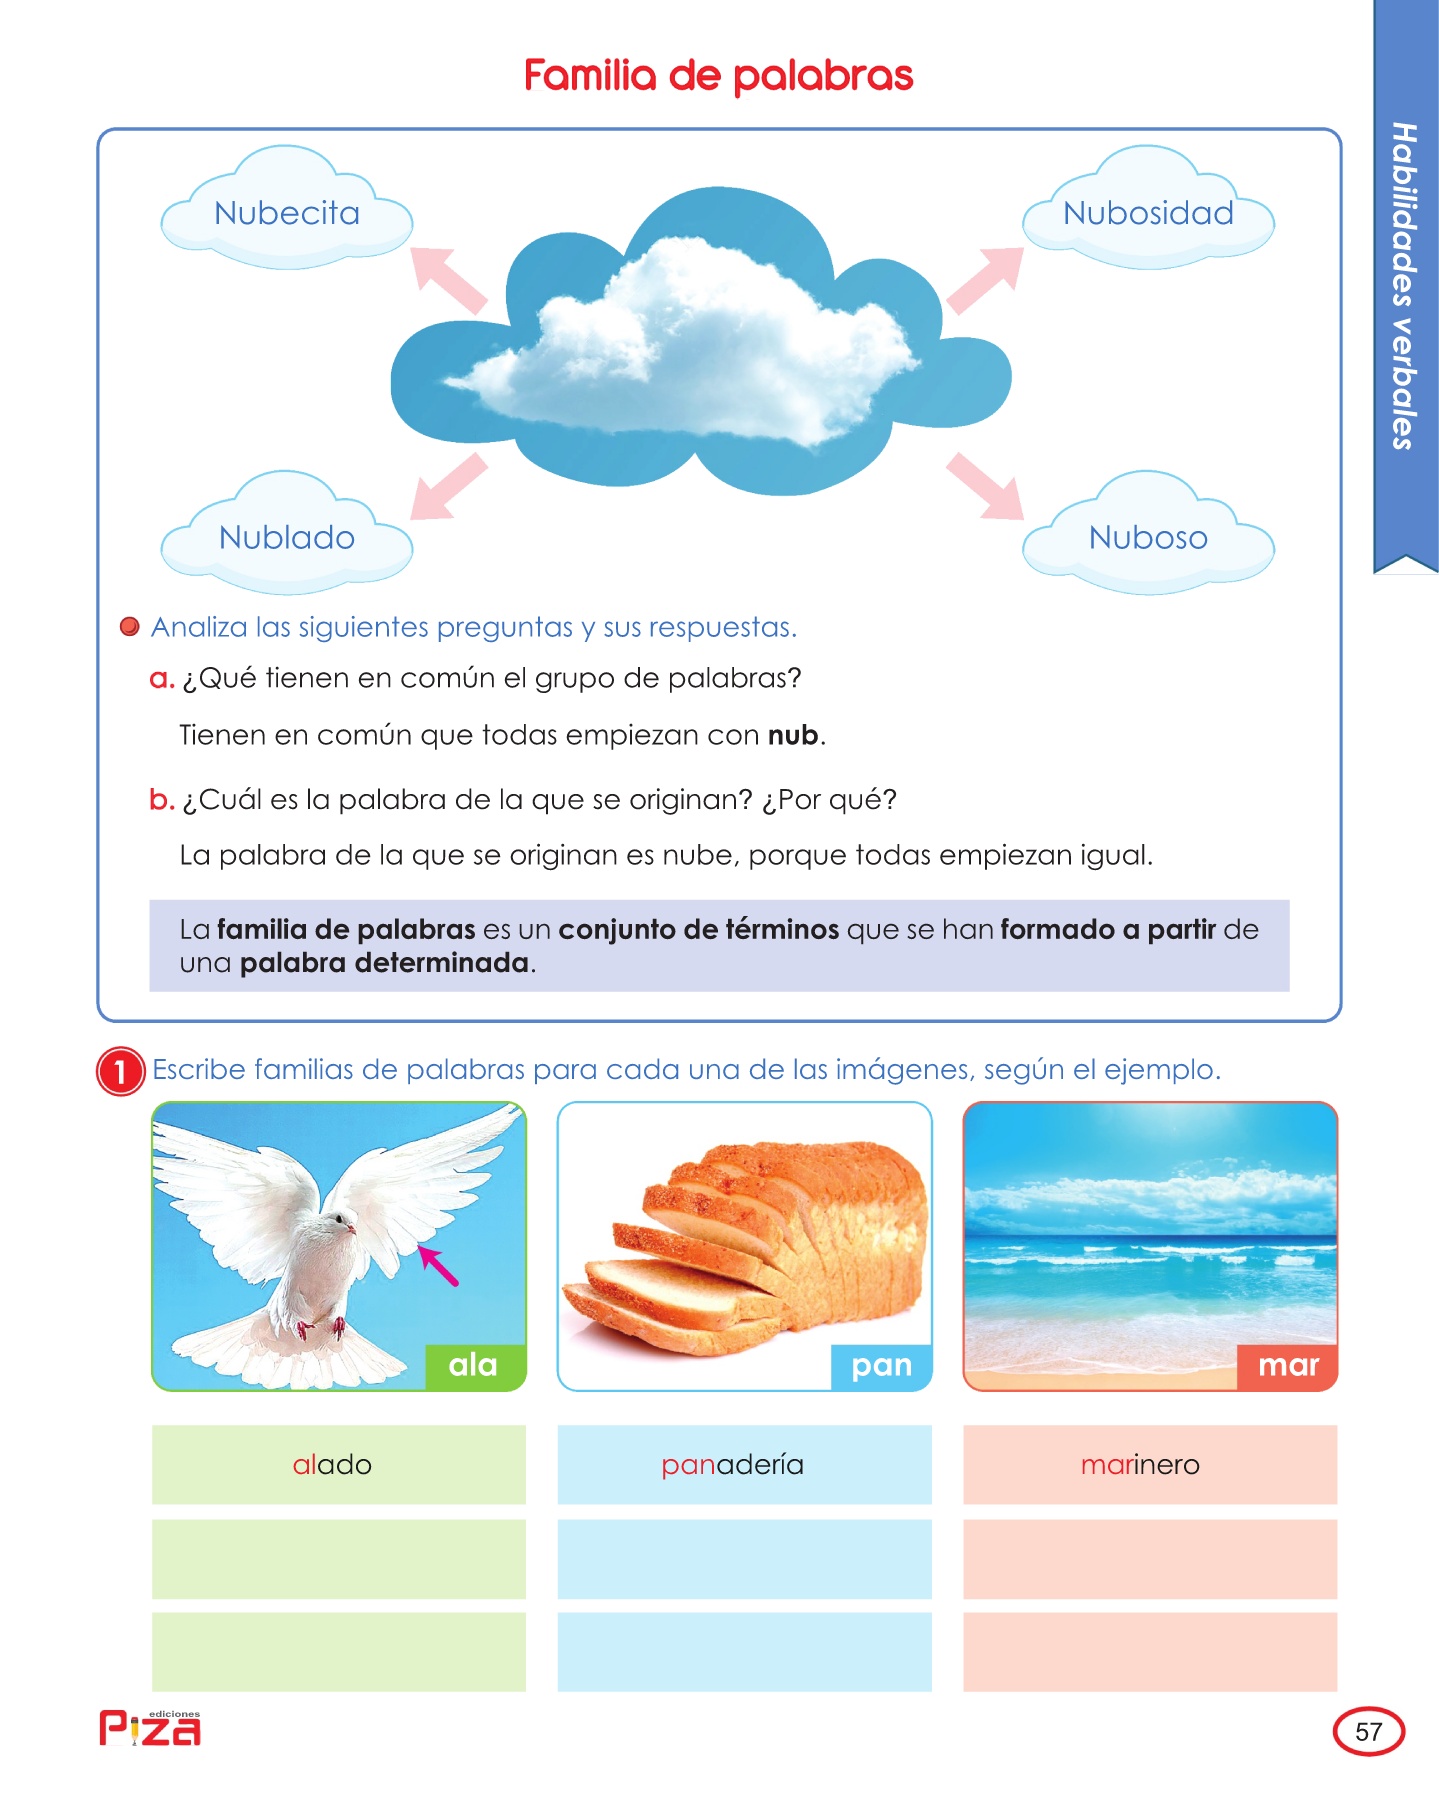 Familia de palabras
Habilidades verbales
Nubecita
Nubosidad
Nublado
Nuboso
Analiza las siguientes preguntas y sus respuestas.
a. ¿Qué tienen en común el grupo de palabras?
Tienen en común que todas empiezan con nub.
b. ¿Cuál es la palabra de la que se originan? ¿Por qué?
La palabra de la que se originan es nube, porque todas empiezan igual.
La familia de palabras es un conjunto de términos que se han formado a partir de
una palabra determinada.
1 Escribe familias de palabras para cada una de las imágenes, según el ejemplo.
ala
pan
mar
alado
panadería
marinero
ediciones
Piza
57